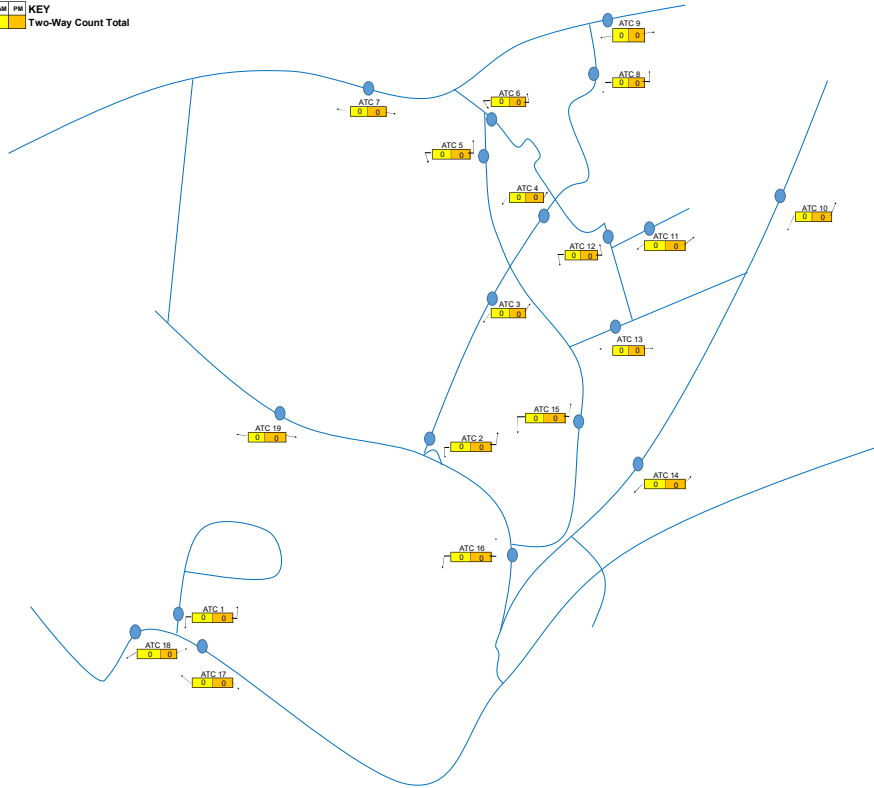 AM PM KEY
Two-Way Count Total
ATC 9
0 0
ATC 8
0 0
ATC 6
0 0
ATC 7
0 0
ATC 5
0 0
ATC 4
0 0
ATC 10
0 0
ATC 11
0 0
ATC 12
0 0
ATC 3
0 0
ATC 13
0 0
ATC 15
0 0
ATC 19
0 0
ATC 2
0 0
ATC 14
0 0
ATC 16
0 0
ATC 1
0 0
ATC 18
0 0
ATC 17
0 0